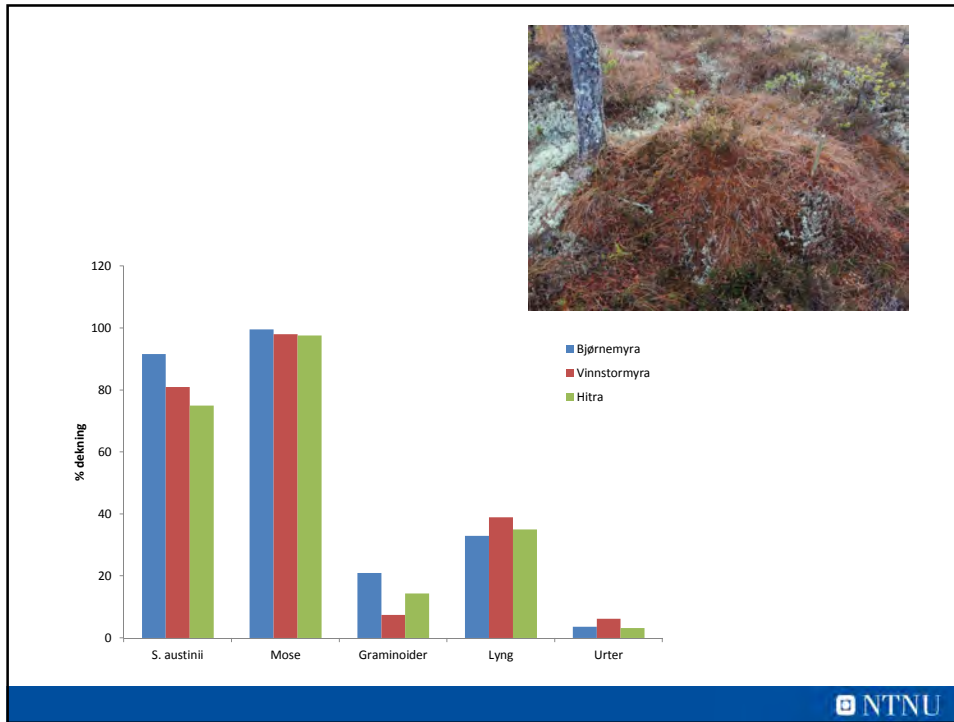 120
100
80
60
40
20
0
% dekning
S. austinii Mose Graminoider Lyng Urter
Bjørnemyra
Vinnstormyra
Hitra
NTNU